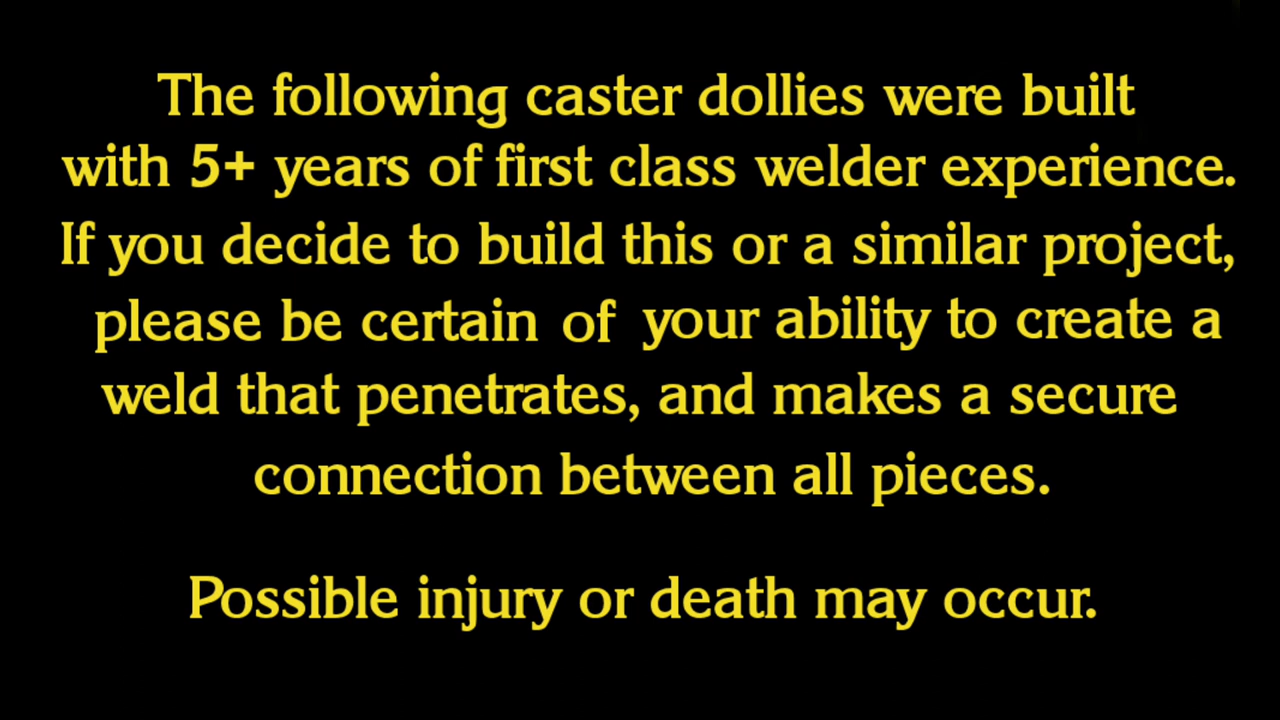 The following caster dollies were built
with 5+ years of first class welder experience.
If you decide to build this or a similar project,
please be certain of your ability to create a
weld that penetrates, and makes a secure
connection between all pieces.
Possible injury or death may occur.